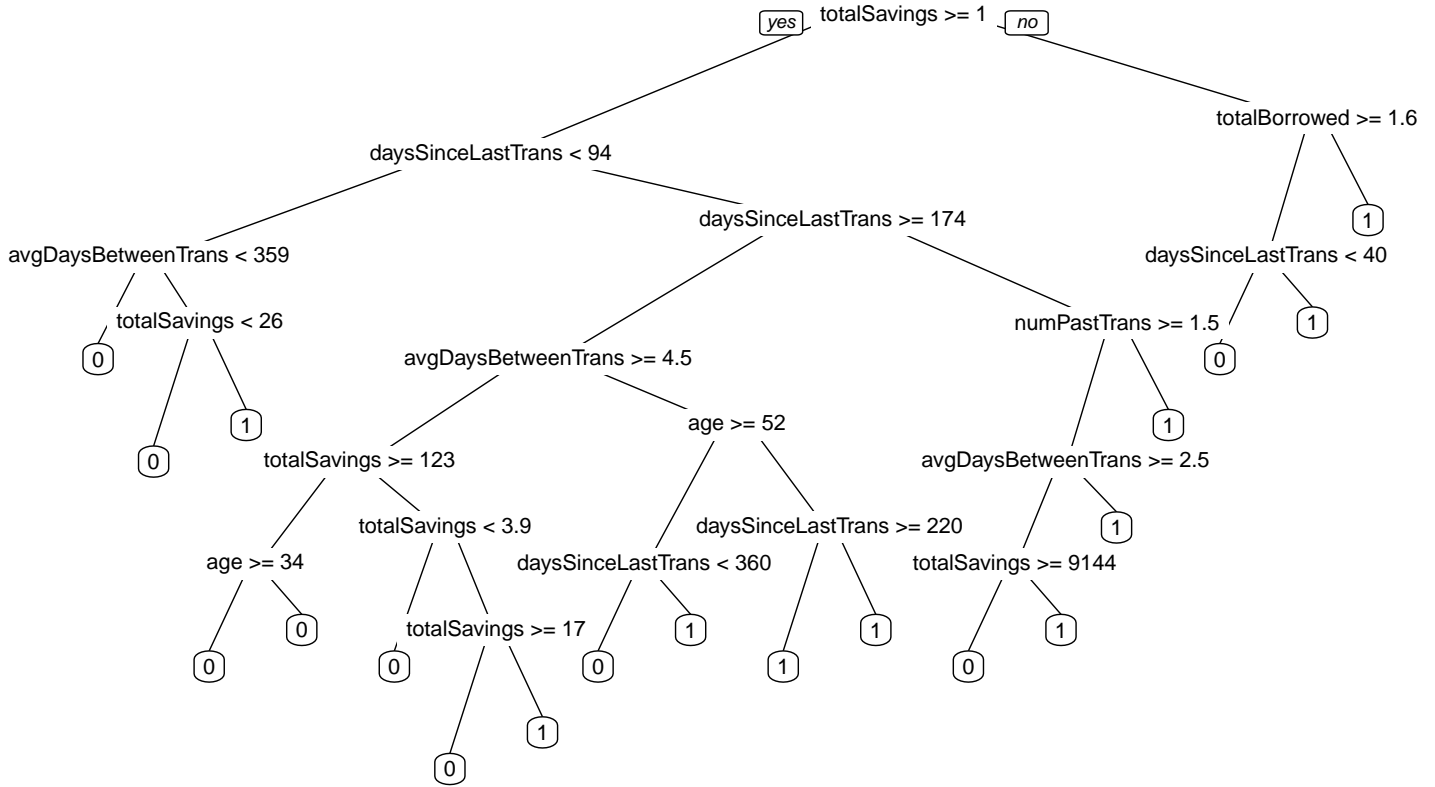 yes totalSavings >= 1 no
totalBorrowed >= 1.6
daysSinceLastTrans < 94
daysSinceLastTrans >= 174
1
avgDaysBetweenTrans < 359
daysSinceLastTrans < 40
totalSavings < 26
numPastTrans >= 1.5
1
0
avgDaysBetweenTrans >= 4.5
0
1
age >= 52
1
0
totalSavings >= 123
avgDaysBetweenTrans >= 2.5
totalSavings < 3.9
daysSinceLastTrans >= 220
1
age >= 34
daysSinceLastTrans < 360
totalSavings >= 9144
0
totalSavings >= 17
1
1
1
0
0
0
1
0
1
0